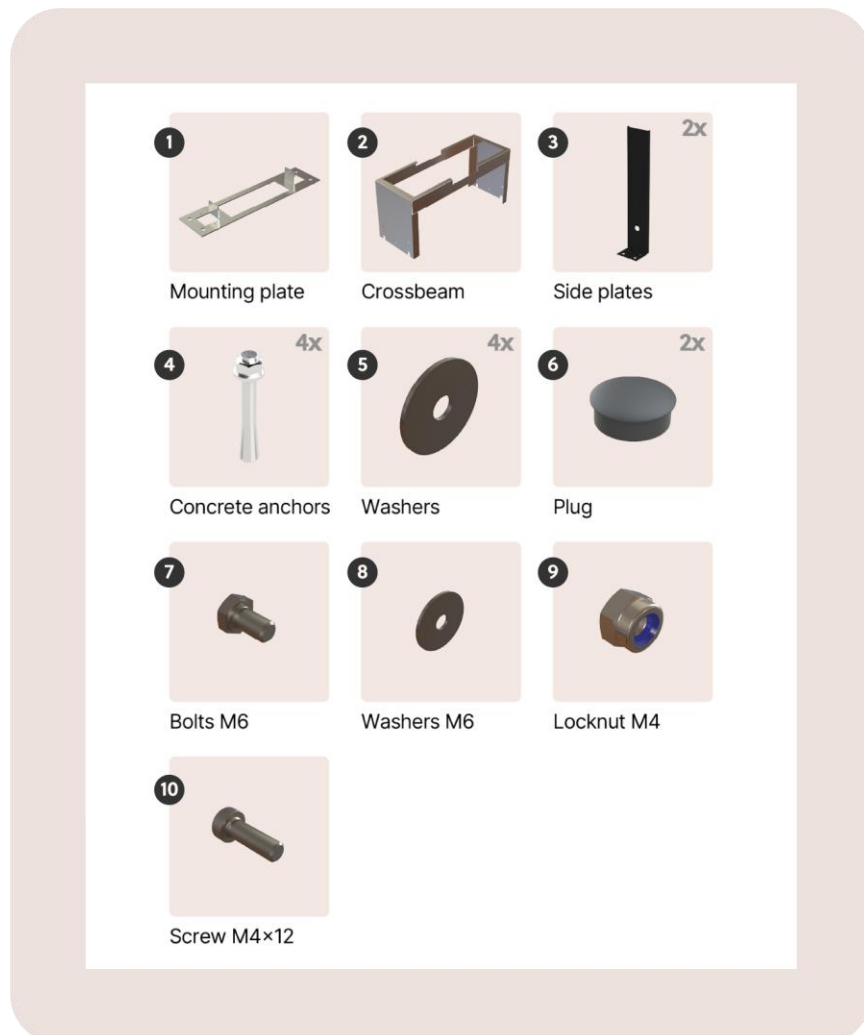 1
2
3
2x
Mounting plate
Crossbeam
Side plates
4
4x
5
4x
6
2x
Concrete anchors
Washers
Plug
7
8
9
Bolts M6
Washers M6
Locknut M4
10
Screw M4×12